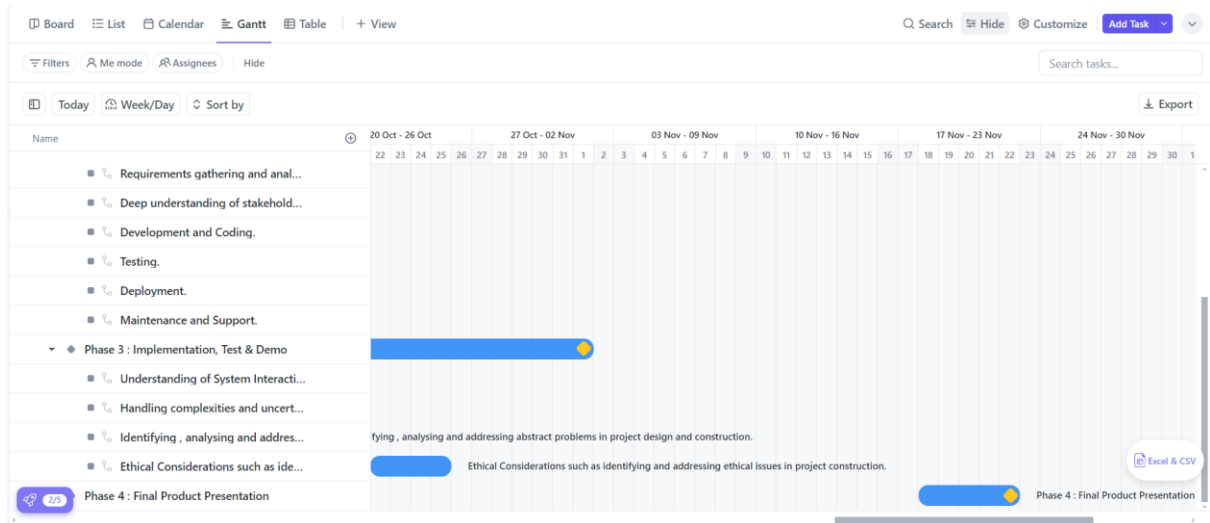 Board List Calendar Gantt Table + View Search Hide Customize Add Task
Filters Me mode Assignees Hide Search tasks...
Today Week/Day Sort by Export
Name 20 Oct - 26 Oct 27 Oct - 02 Nov 03 Nov - 09 Nov 10 Nov - 16 Nov 17 Nov - 23 Nov 24 Nov - 30 Nov
22 23 24 25 26 27 28 29 30 31 1 2 3 4 5 6 7 8 9 10 11 12 13 14 15 16 17 18 19 20 21 22 23 24 25 26 27 28 29 30 1
Requirements gathering and anal...
Deep understanding of stakehold...
Development and Coding.
Testing.
Deployment.
Maintenance and Support.
Phase 3 : Implementation, Test & Demo
Understanding of System Interacti...
Handling complexities and uncert...
Identifying , analysing and addres... fying , analysing and addressing abstract problems in project design and construction.
Ethical Considerations such as ide... Ethical Considerations such as identifying and addressing ethical issues in project construction.
Excel & CSV
2/5 Phase 4 : Final Product Presentation Phase 4 : Final Product Presentation